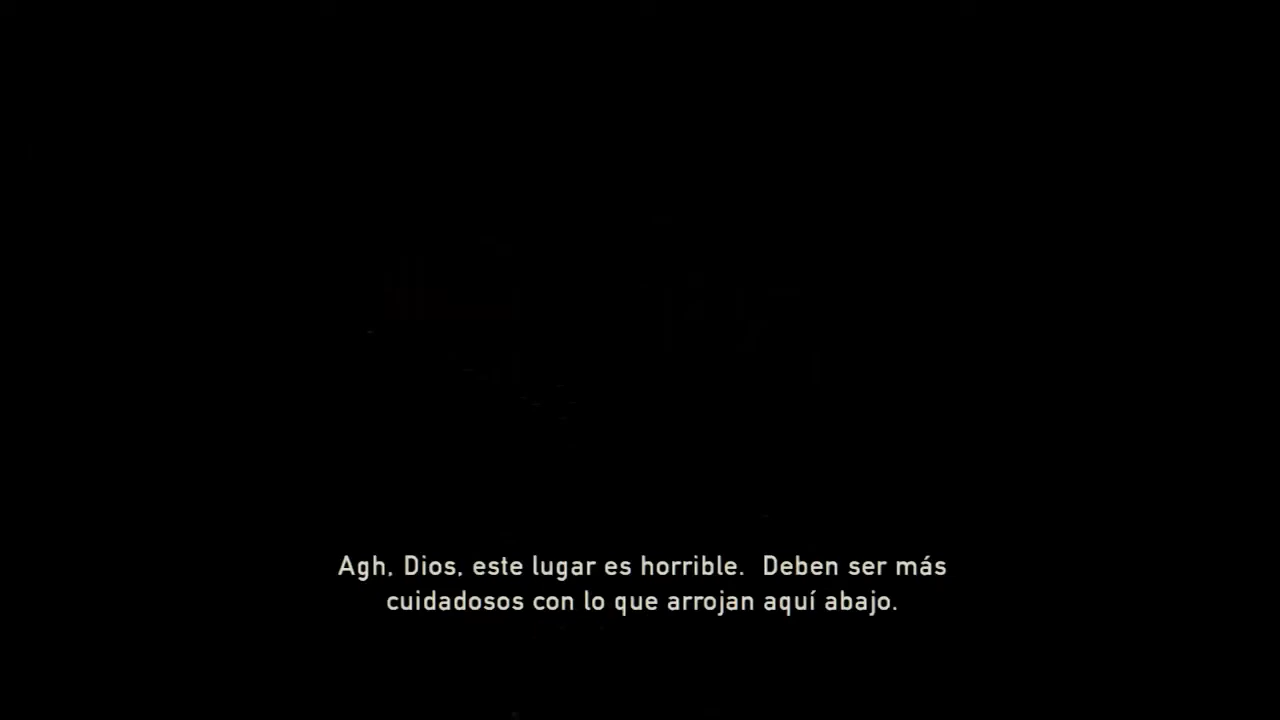 Agh, Dios, este lugar es horrible.  Deben ser más
cuidadosos con lo que arrojan aquí abajo.